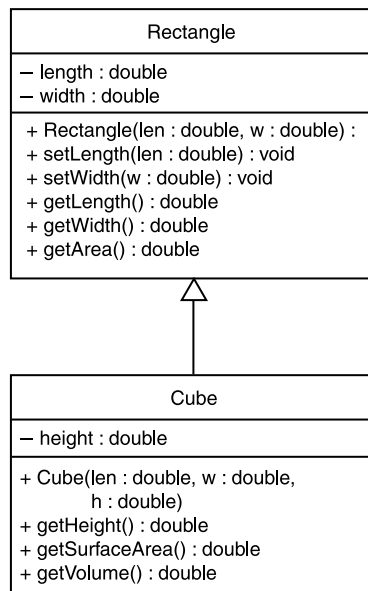 Rectangle
– length : double
– width : double
+ Rectangle(len : double, w : double) :
+ setLength(len : double) : void
+ setWidth(w : double) : void
+ getLength() : double
+ getWidth() : double
+ getArea() : double
Cube
– height : double
+ Cube(len : double, w : double,
h : double)
+ getHeight() : double
+ getSurfaceArea() : double
+ getVolume() : double